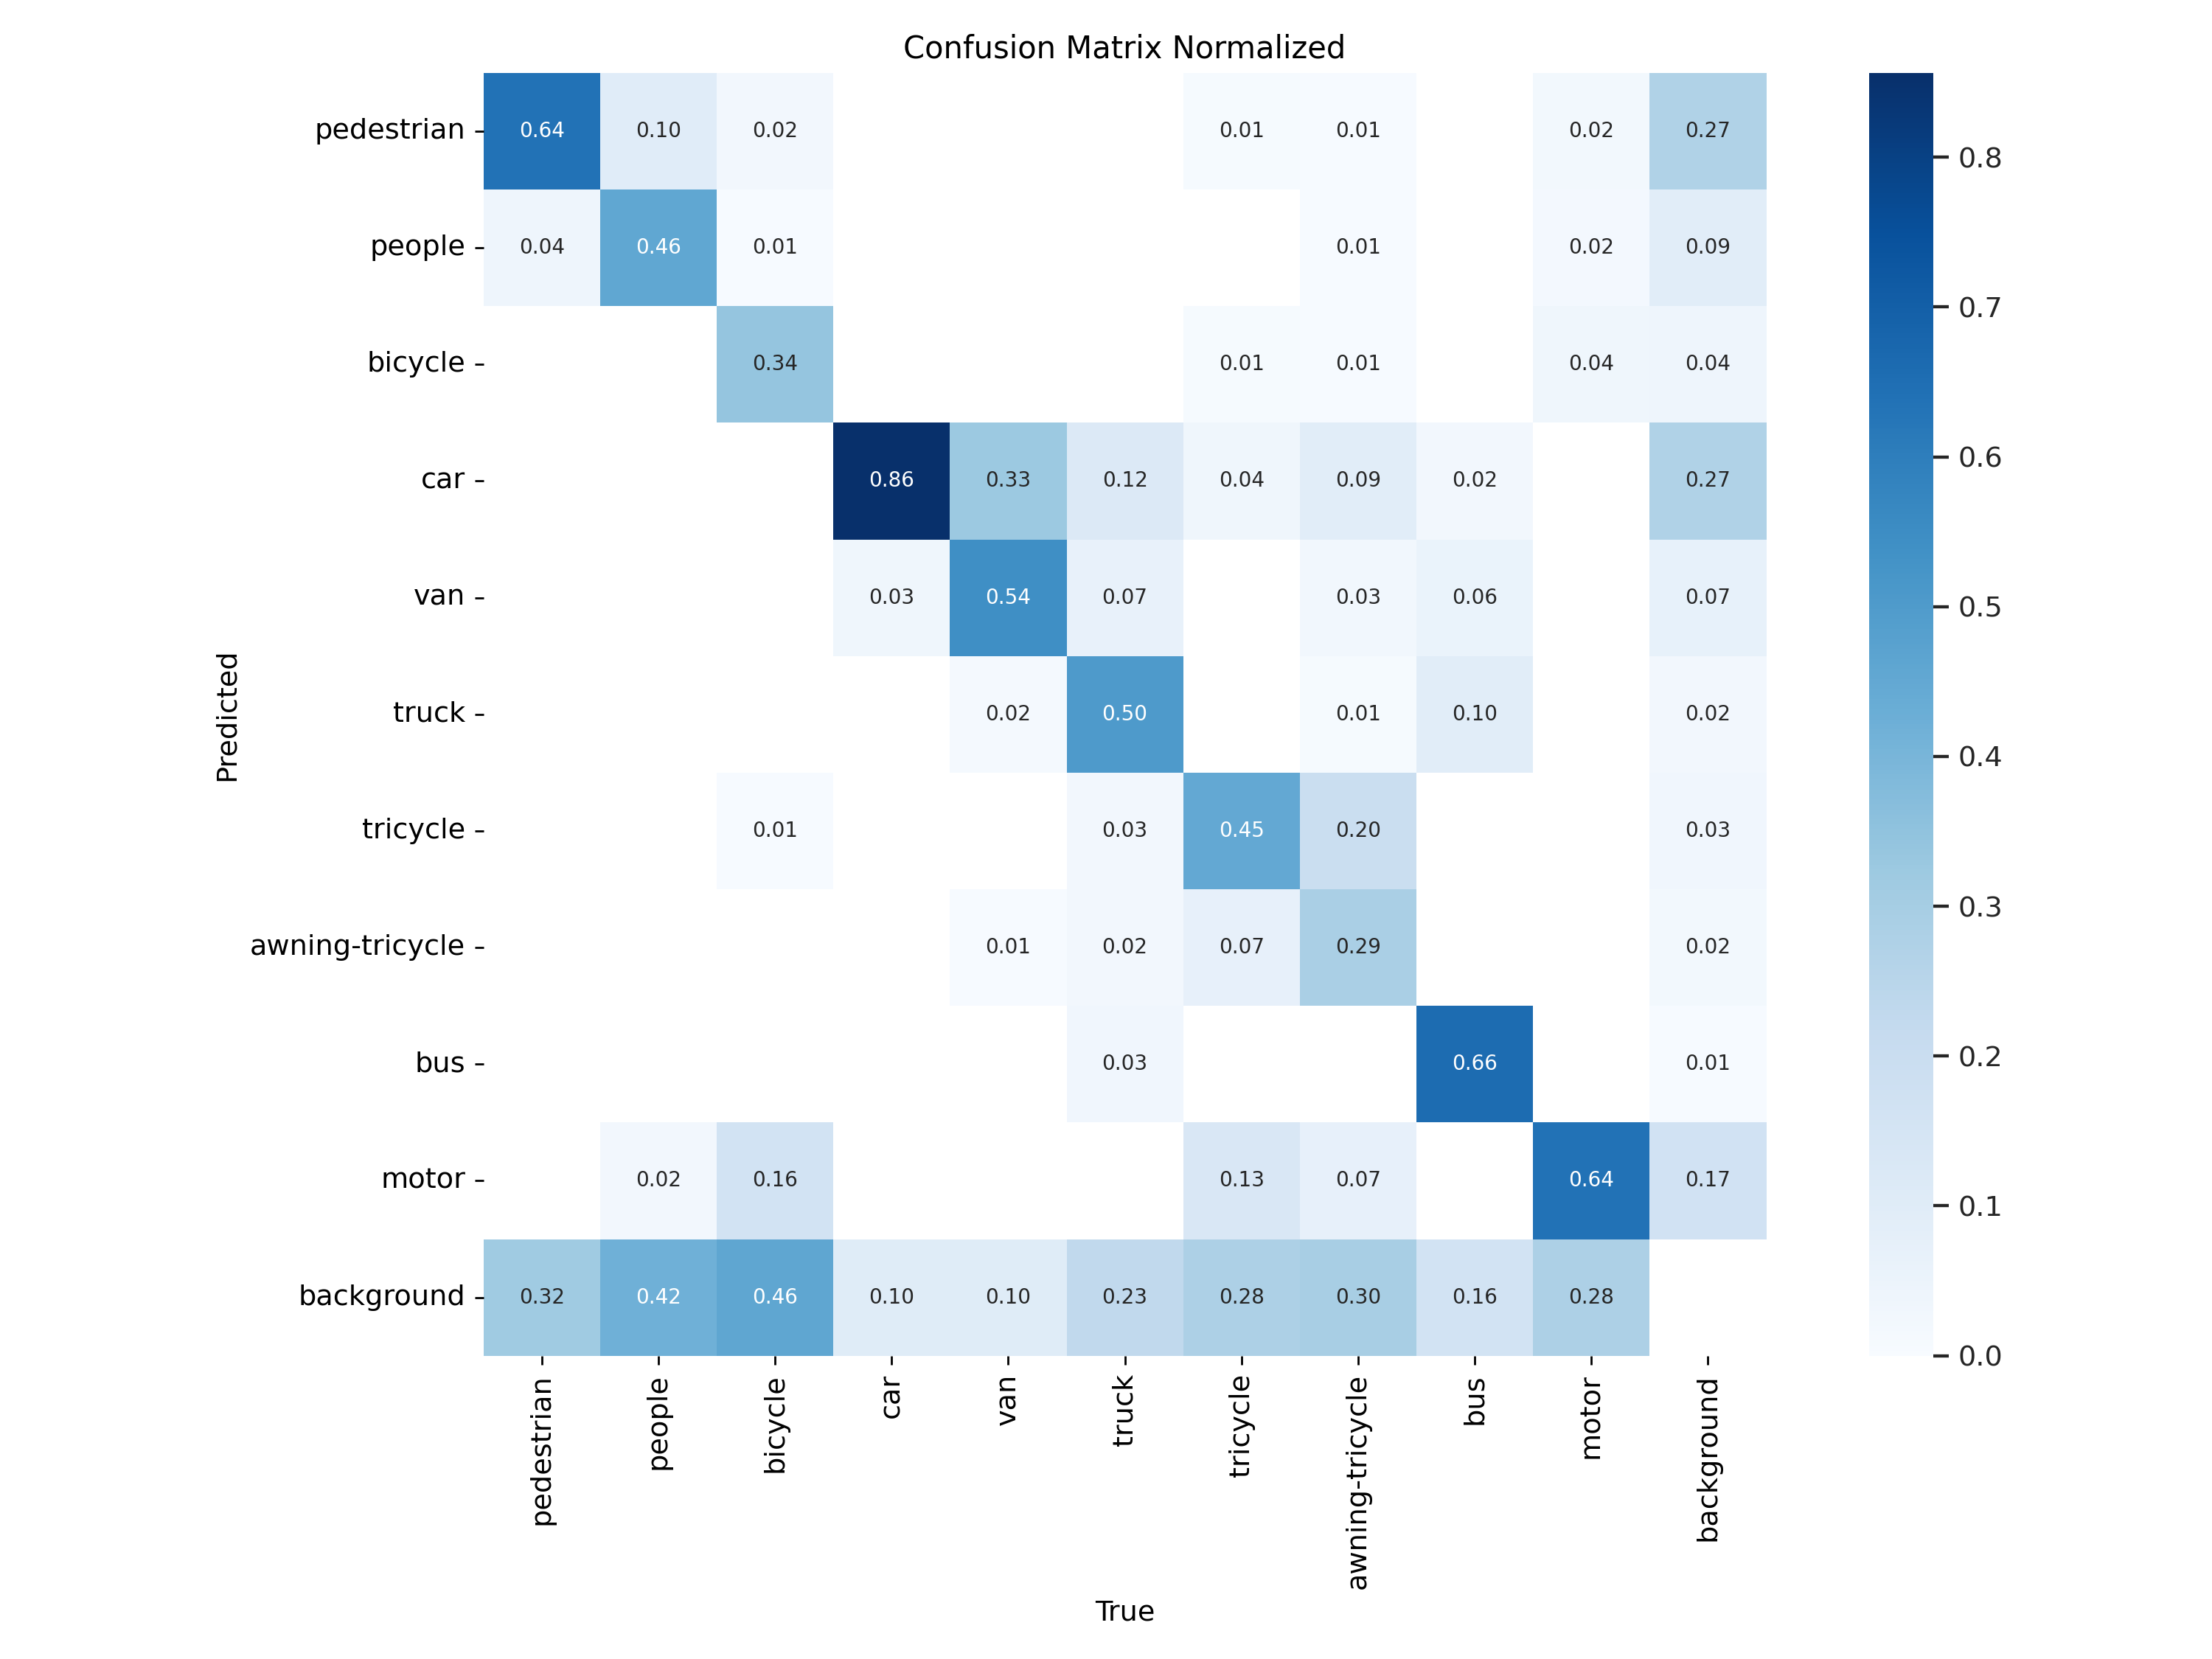 Confusion Matrix Normalized
pedestrian 0.64 0.10 0.02 0.01 0.01 0.02 0.27
people 0.04 0.46 0.01 0.01 0.02 0.09
bicycle 0.34 0.01 0.01 0.04 0.04
car 0.86 0.33 0.12 0.04 0.09 0.02 0.27
van 0.03 0.54 0.07 0.03 0.06 0.07
truck 0.02 0.50 0.01 0.10 0.02
tricycle 0.01 0.03 0.45 0.20 0.03
awning-tricycle 0.01 0.02 0.07 0.29 0.02
bus 0.03 0.66 0.01
motor 0.02 0.16 0.13 0.07 0.64 0.17
background 0.32 0.42 0.46 0.10 0.10 0.23 0.28 0.30 0.16 0.28
Predicted
pedestrian
people
bicycle
car
van
truck
tricycle
awning-tricycle
bus
motor
background
True
0.8
0.7
0.6
0.5
0.4
0.3
0.2
0.1
0.0